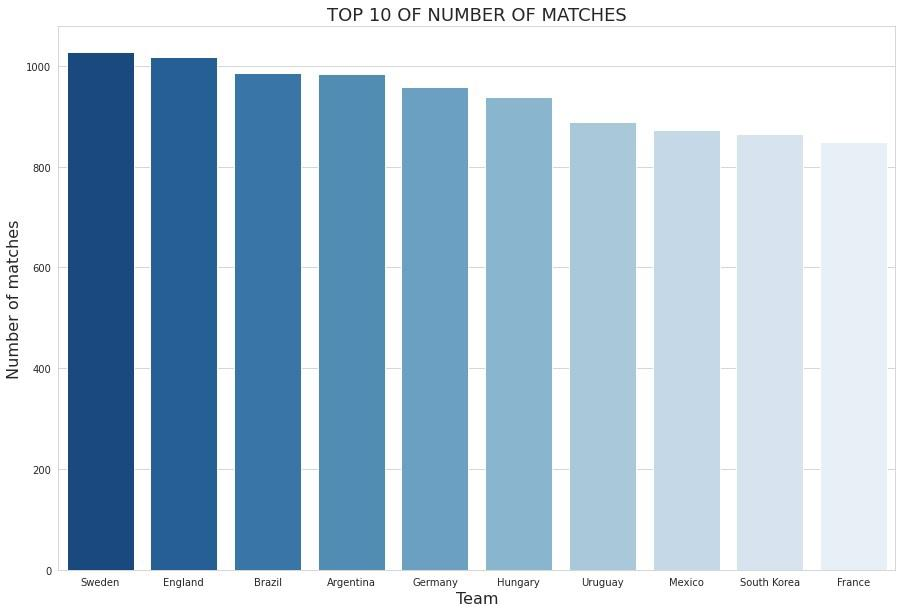 TOP 10 OF NUMBER OF MATCHES
Number of matches
1000
800
600
400
200
0
Sweden England Brazil Argentina Germany Hungary Uruguay Mexico South Korea France
Team